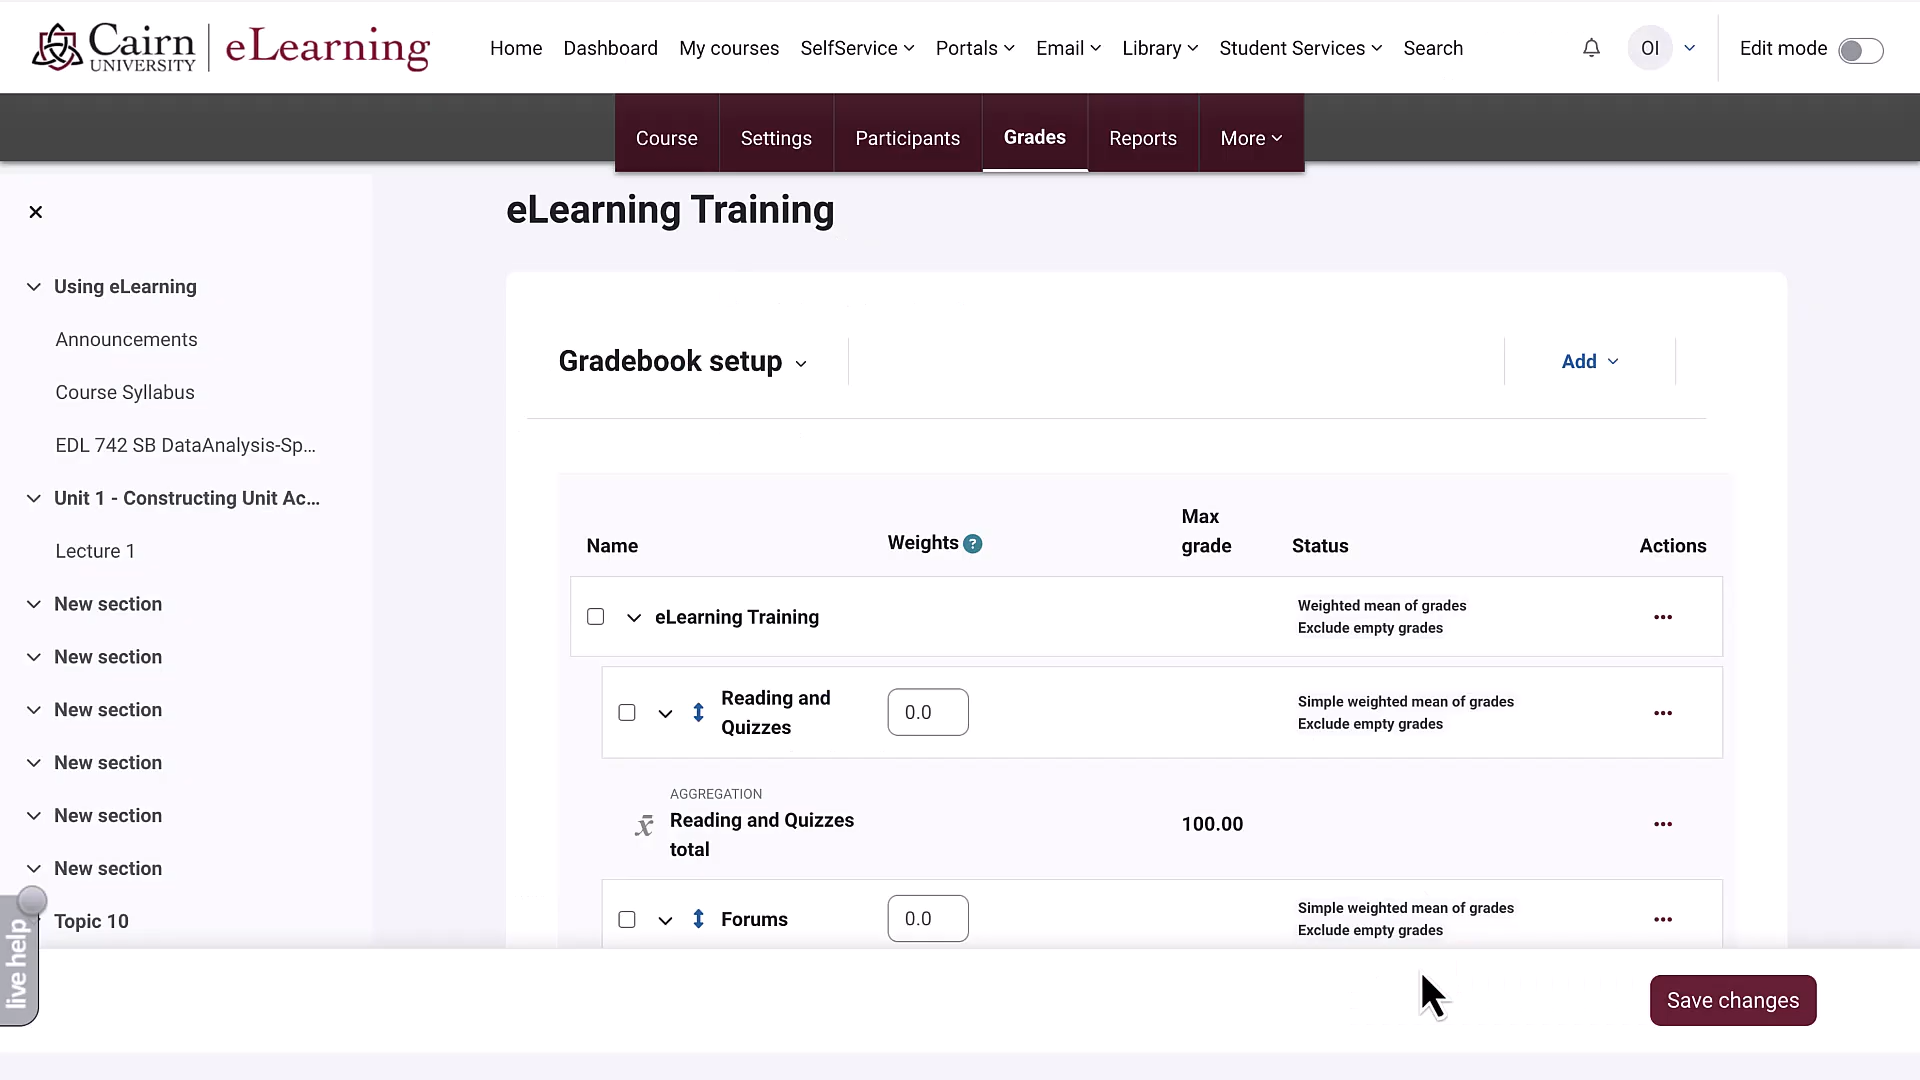 Cairn UNIVERSITY eLearning Home Dashboard My courses SelfService Portals Email Library Student Services Search OI Edit mode
Course Settings Participants Grades Reports More
eLearning Training
Using eLearning
Announcements
Course Syllabus
EDL 742 SB DataAnalysis-Sp...
Unit 1 - Constructing Unit Ac...
Lecture 1
New section
New section
New section
New section
New section
New section
Topic 10
live help
Gradebook setup Add
Name Weights ? Max grade Status Actions
eLearning Training Weighted mean of grades
Exclude empty grades
Reading and Quizzes 0.0 Simple weighted mean of grades
Exclude empty grades
AGGREGATION
Reading and Quizzes total 100.00
Forums 0.0 Simple weighted mean of grades
Exclude empty grades
Save changes